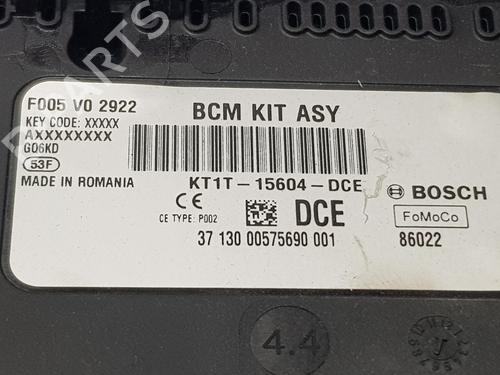 F005 V0 2922
BCM KIT ASY
KEY CODE: XXXXX
AXXXXXXXX
G06KD
53F
MADE IN ROMANIA
KT1T-15604-DCE
CE
CE TYPE: P002
DCE
BOSCH
FoMoCo
37 130 00575690 001
86022
4.4